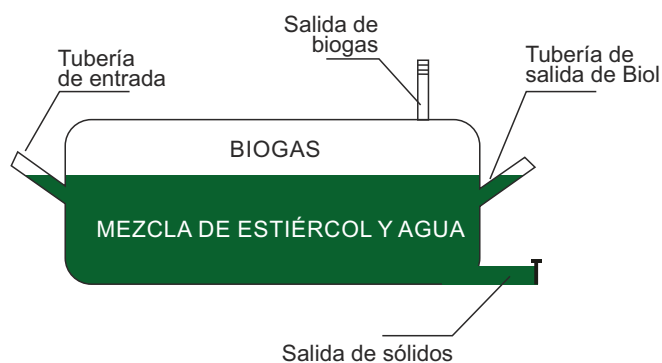 Salida de
biogas
Tubería
de entrada
Tubería de
salida de Biol
BIOGAS
MEZCLA DE ESTIÉRCOL Y AGUA
Salida de sólidos